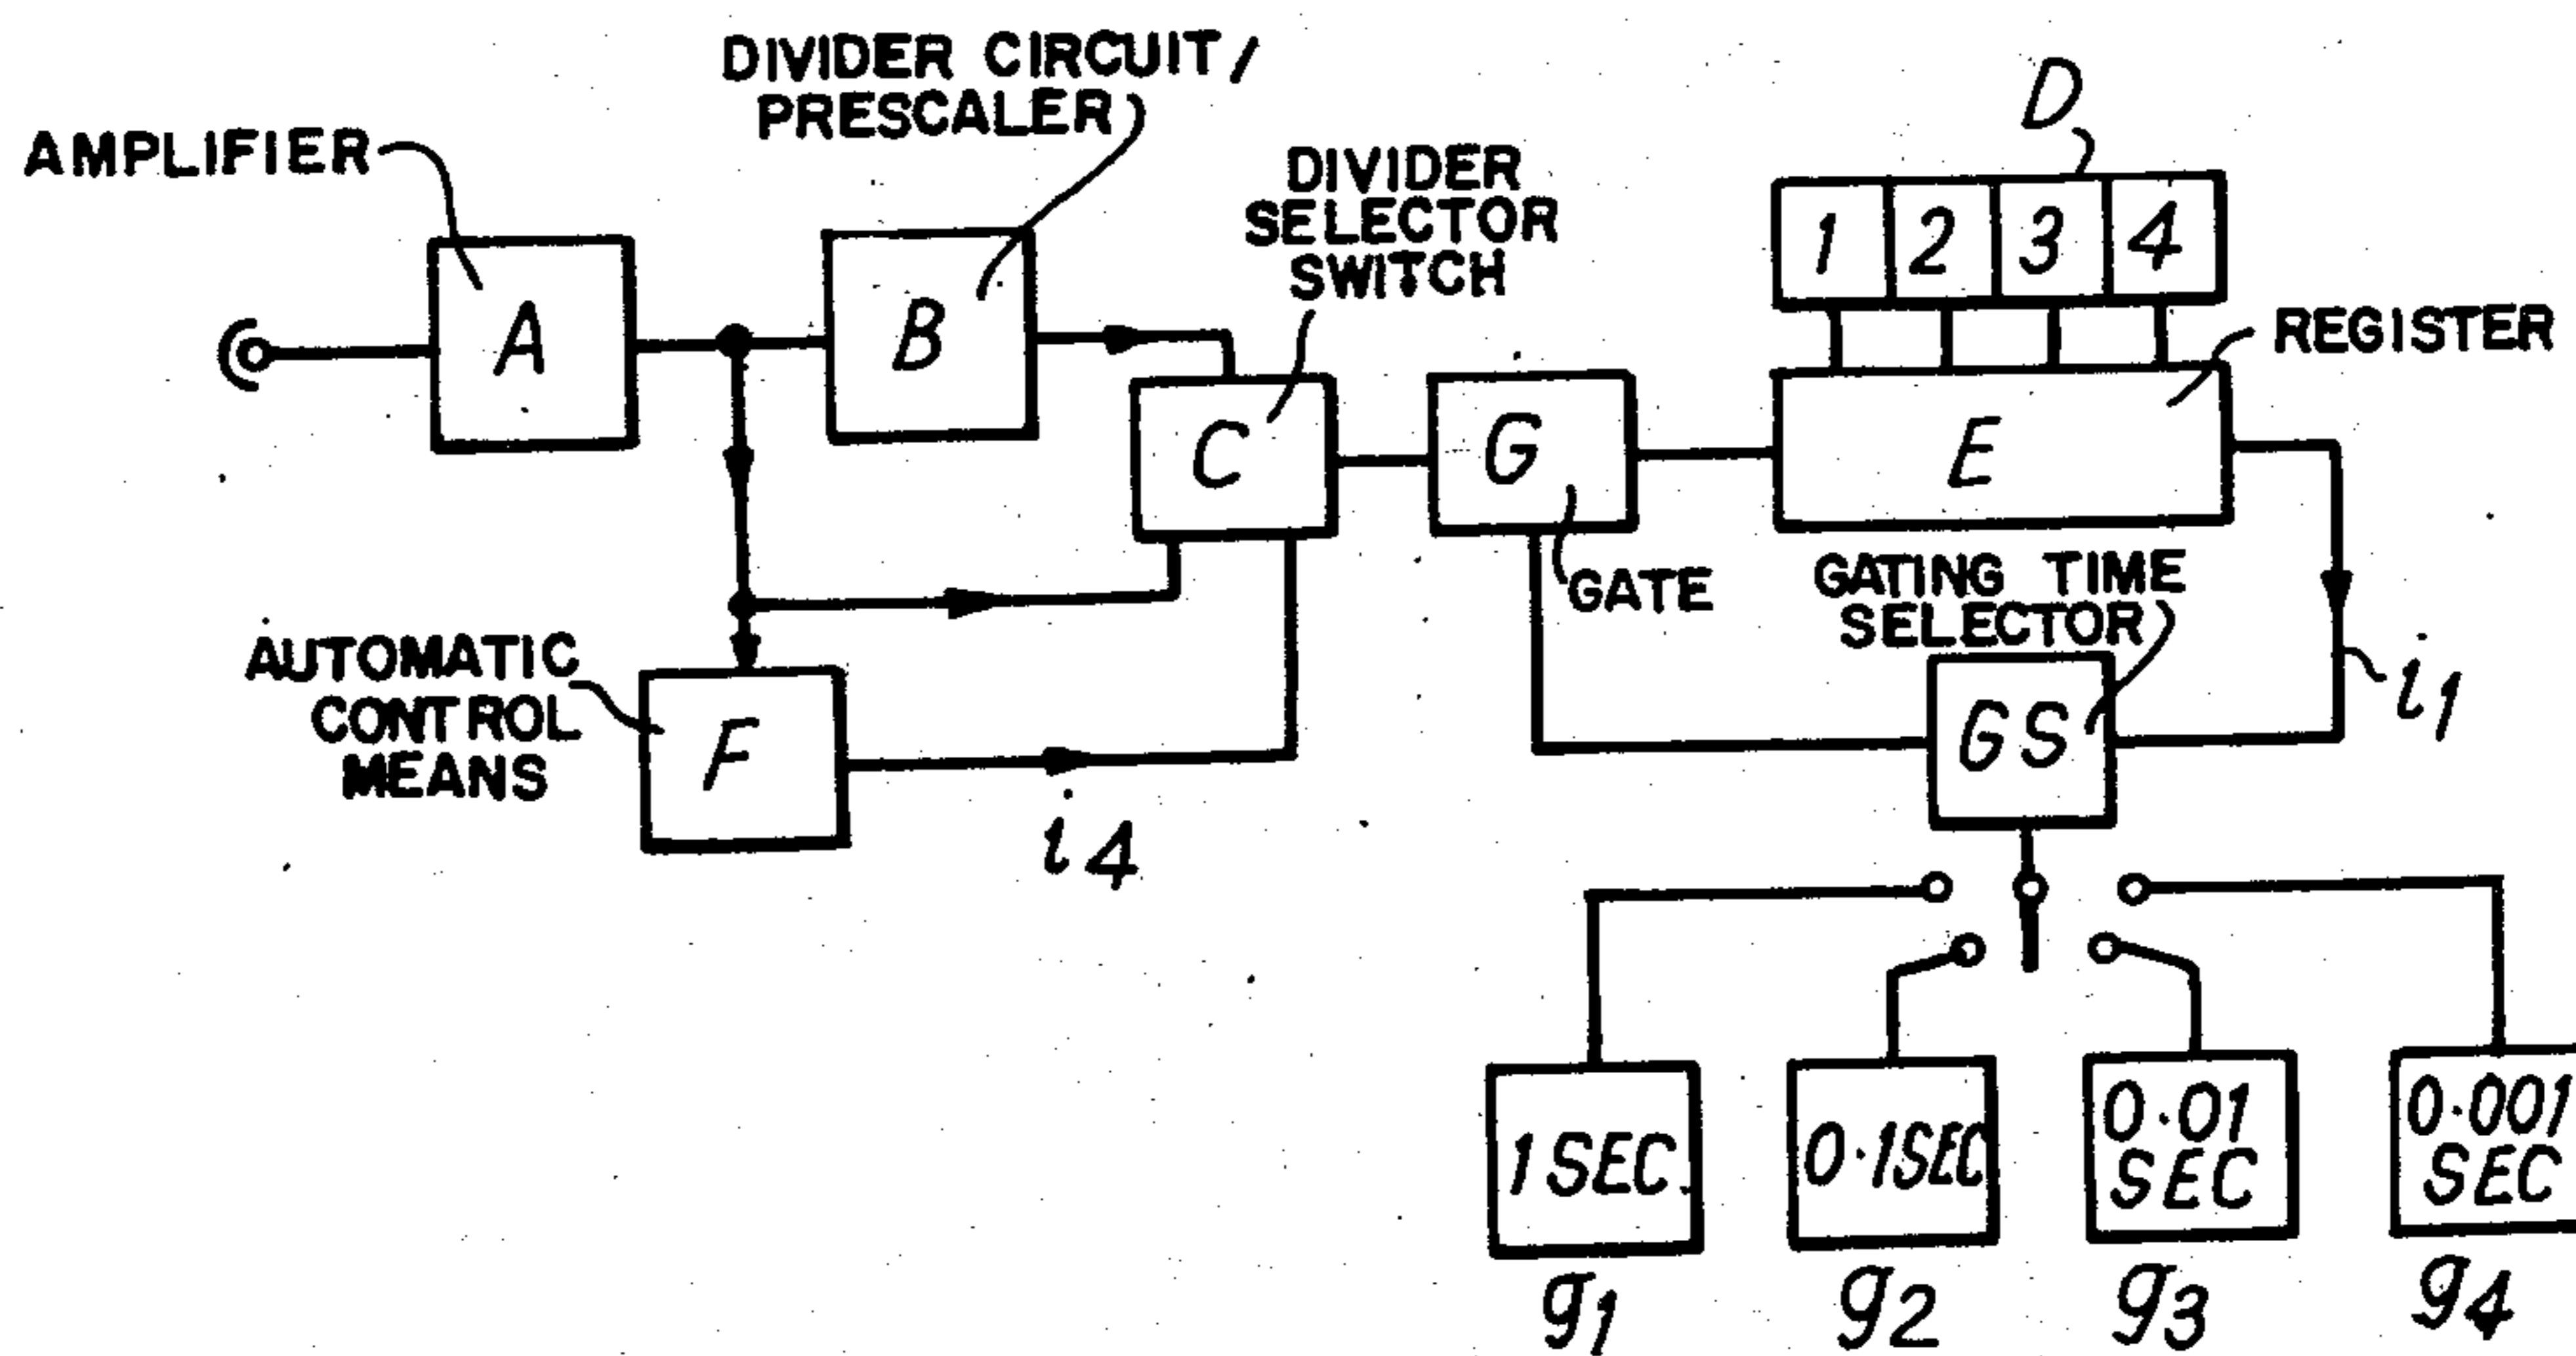 DIVIDER CIRCUIT /
PRESCALER
AMPLIFIER
A
B
DIVIDER
SELECTOR
SWITCH
C
D
1 2 3 4
REGISTER
G
E
GATE
AUTOMATIC
CONTROL
MEANS
F
i4
GATING TIME
SELECTOR
GS
i1
1 SEC.
0·1SEC
0·01
SEC
0·001
SEC
g1
g2
g3
g4